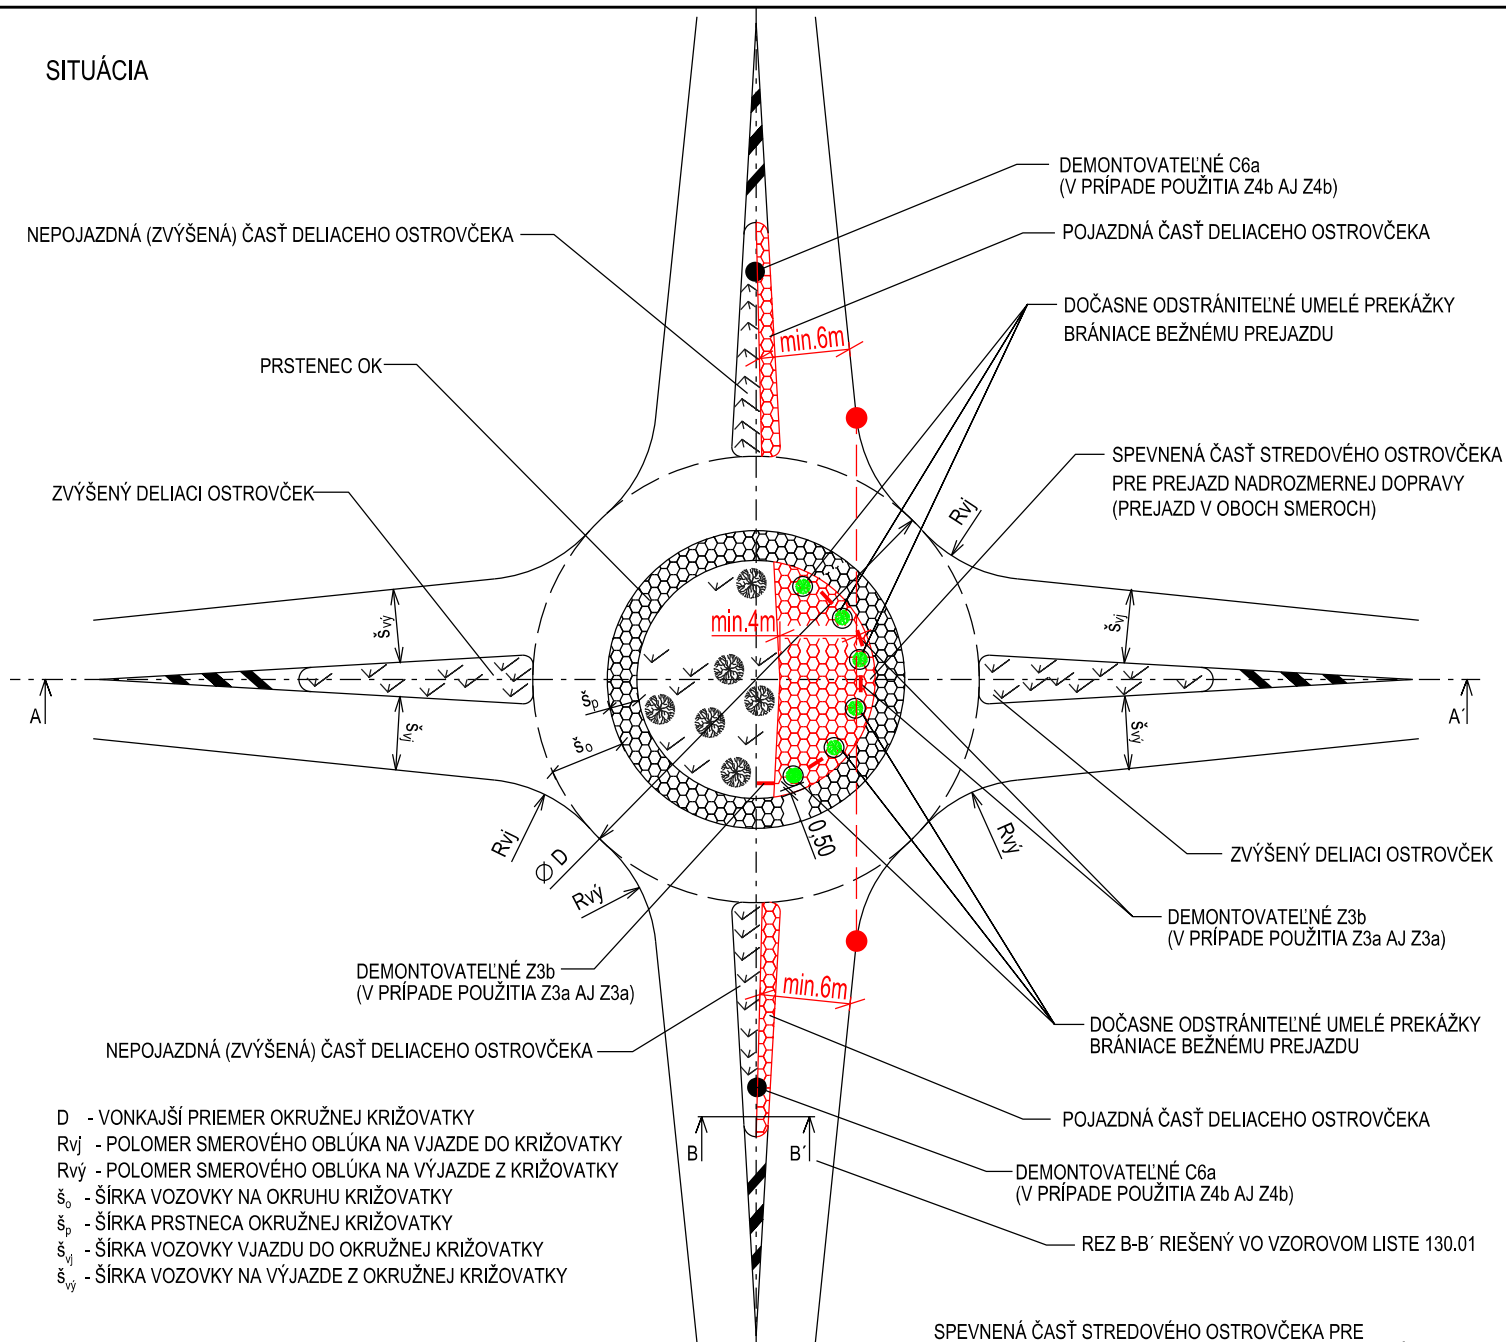 SITUÁCIA
DEMONTOVATEĽNÉ C6a
(V PRÍPADE POUŽITIA Z4b AJ Z4b)
NEPOJAZDNÁ (ZVÝŠENÁ) ČASŤ DELIACEHO OSTROVČEKA
POJAZDNÁ ČASŤ DELIACEHO OSTROVČEKA
DOČASNE ODSTRÁNITEĽNÉ UMELÉ PREKÁŽKY
BRÁNIACE BEŽNÉMU PREJAZDU
min.6m
PRSTENEC OK
SPEVNENÁ ČASŤ STREDOVÉHO OSTROVČEKA
PRE PREJAZD NADROZMERNEJ DOPRAVY
(PREJAZD V OBOCH SMEROCH)
ZVÝŠENÝ DELIACI OSTROVČEK
Rvj
švý
min.4m
švj
šp
A
A´
švj
šo
švý
Rvj
0,50
Rvý
Ø D
Rvý
ZVÝŠENÝ DELIACI OSTROVČEK
DEMONTOVATEĽNÉ Z3b
(V PRÍPADE POUŽITIA Z3a AJ Z3a)
DEMONTOVATEĽNÉ Z3b
(V PRÍPADE POUŽITIA Z3a AJ Z3a)
min.6m
DOČASNE ODSTRÁNITEĽNÉ UMELÉ PREKÁŽKY
BRÁNIACE BEŽNÉMU PREJAZDU
NEPOJAZDNÁ (ZVÝŠENÁ) ČASŤ DELIACEHO OSTROVČEKA
POJAZDNÁ ČASŤ DELIACEHO OSTROVČEKA
B
B´
DEMONTOVATEĽNÉ C6a
(V PRÍPADE POUŽITIA Z4b AJ Z4b)
REZ B-B´ RIEŠENÝ VO VZOROVOM LISTE 130.01
D - VONKAJŠÍ PRIEMER OKRUŽNEJ KRIŽOVATKY
Rvj - POLOMER SMEROVÉHO OBLÚKA NA VJAZDE DO KRIŽOVATKY
Rvý - POLOMER SMEROVÉHO OBLÚKA NA VÝJAZDE Z KRIŽOVATKY
šo - ŠÍRKA VOZOVKY NA OKRUHU KRIŽOVATKY
šp - ŠÍRKA PRSTNECA OKRUŽNEJ KRIŽOVATKY
švj - ŠÍRKA VOZOVKY VJAZDU DO OKRUŽNEJ KRIŽOVATKY
švý - ŠÍRKA VOZOVKY NA VÝJAZDE Z OKRUŽNEJ KRIŽOVATKY
SPEVNENÁ ČASŤ STREDOVÉHO OSTROVČEKA PRE